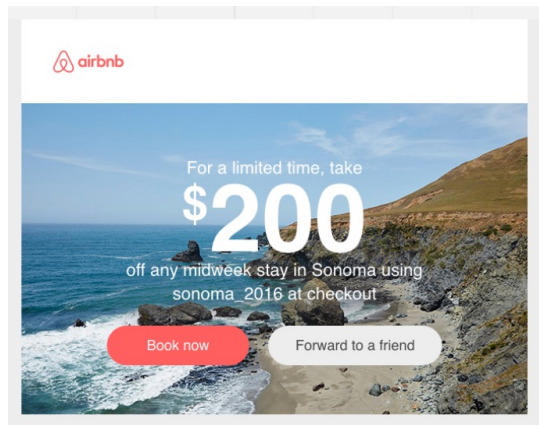 airbnb
For a limited time, take
$200
off any midweek stay in Sonoma using
sonoma_2016 at checkout
Book now
Forward to a friend